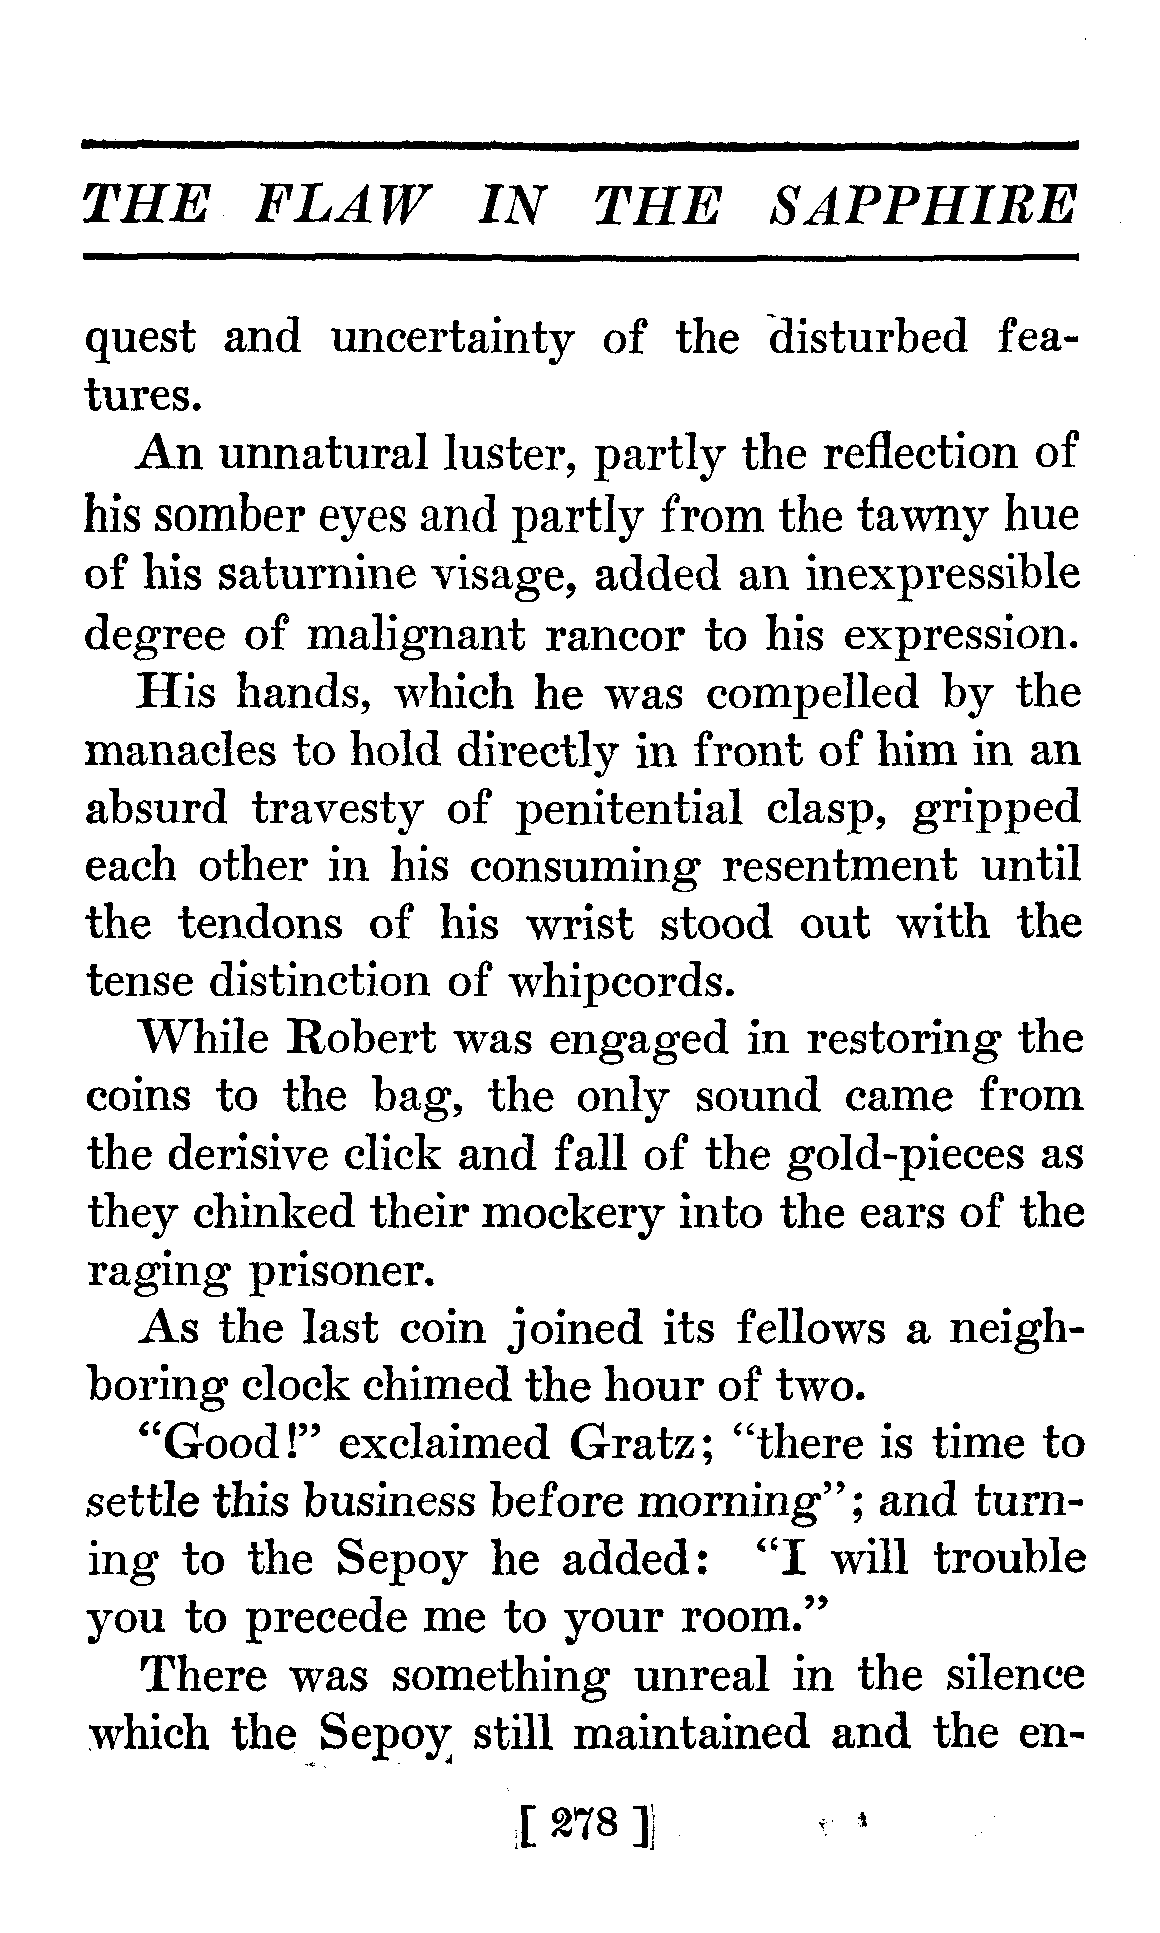 THE FLAW IN THE SAPPHIRE
quest and uncertainty of the disturbed fea-
tures.
An unnatural luster, partly the reflection of
his somber eyes and partly from the tawny hue
of his saturnine visage, added an inexpressible
degree of malignant rancor to his expression.
His hands, which he was compelled by the
manacles to hold directly in front of him in an
absurd travesty of penitential clasp, gripped
each other in his consuming resentment until
the tendons of his wrist stood out with the
tense distinction of whipcords.
While Robert was engaged in restoring the
coins to the bag, the only sound came from
the derisive click and fall of the gold-pieces as
they chinked their mockery into the ears of the
raging prisoner.
As the last coin joined its fellows a neigh-
boring clock chimed the hour of two.
“Good!” exclaimed Gratz; “there is time to
settle this business before morning”; and turn-
ing to the Sepoy he added: “I will trouble
you to precede me to your room.”
There was something unreal in the silence
which the Sepoy still maintained and the en-
[ 278 ]